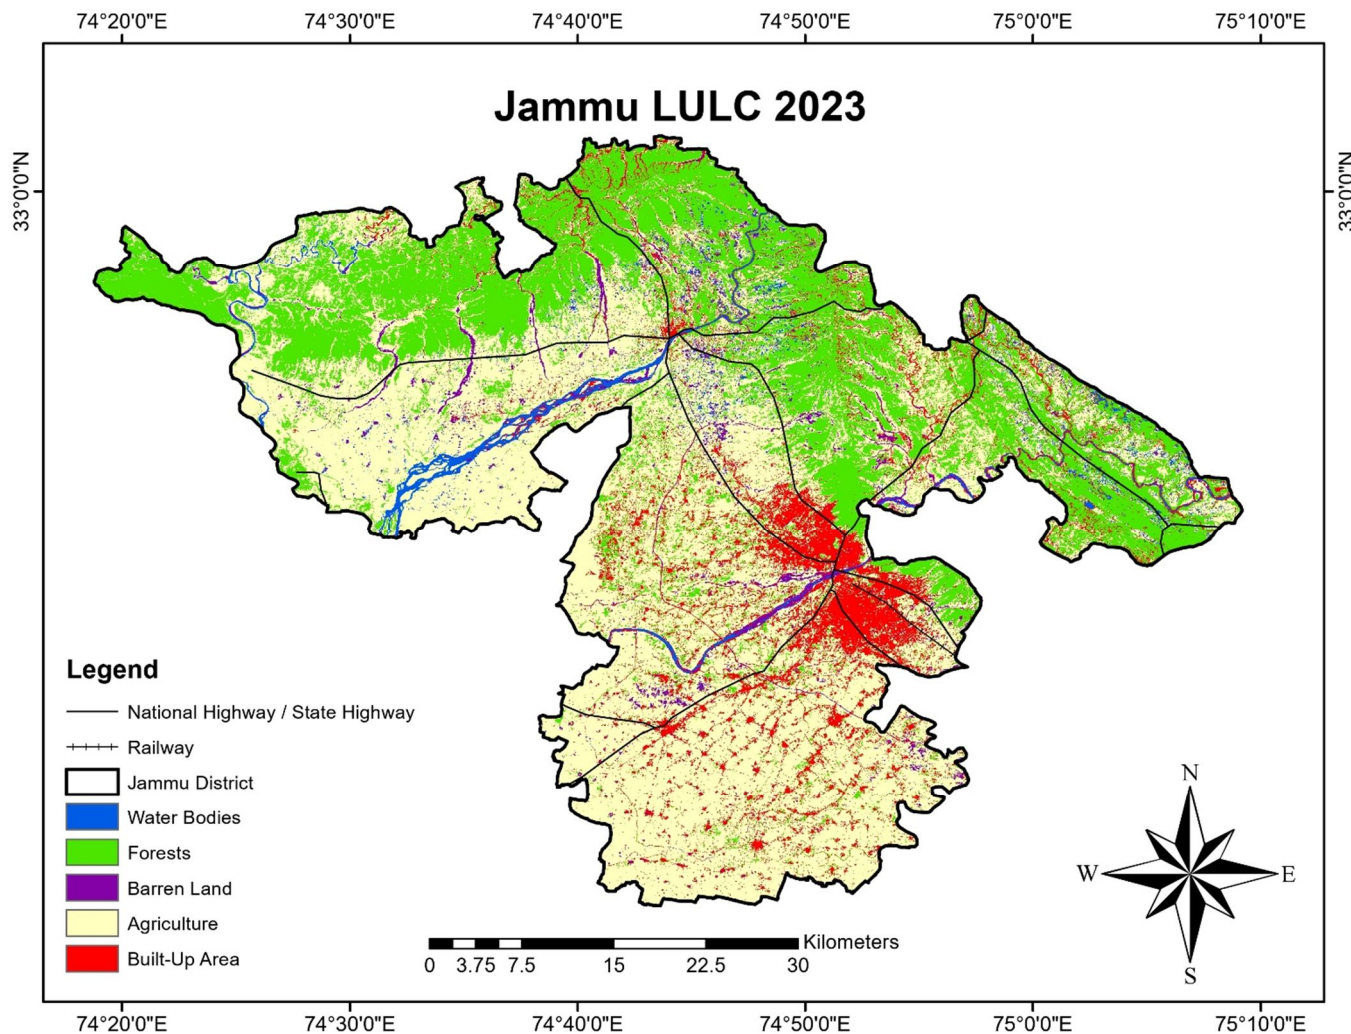 74°20'0"E 74°30'0"E 74°40'0"E 74°50'0"E 75°0'0"E 75°10'0"E
Jammu LULC 2023
33°0'0"N
33°0'0"N
Legend
National Highway / State Highway
Railway
Jammu District
Water Bodies
Forests
Barren Land
Agriculture
Built-Up Area
Kilometers
0 3.75 7.5 15 22.5 30
N
W E
S
74°20'0"E 74°30'0"E 74°40'0"E 74°50'0"E 75°0'0"E 75°10'0"E